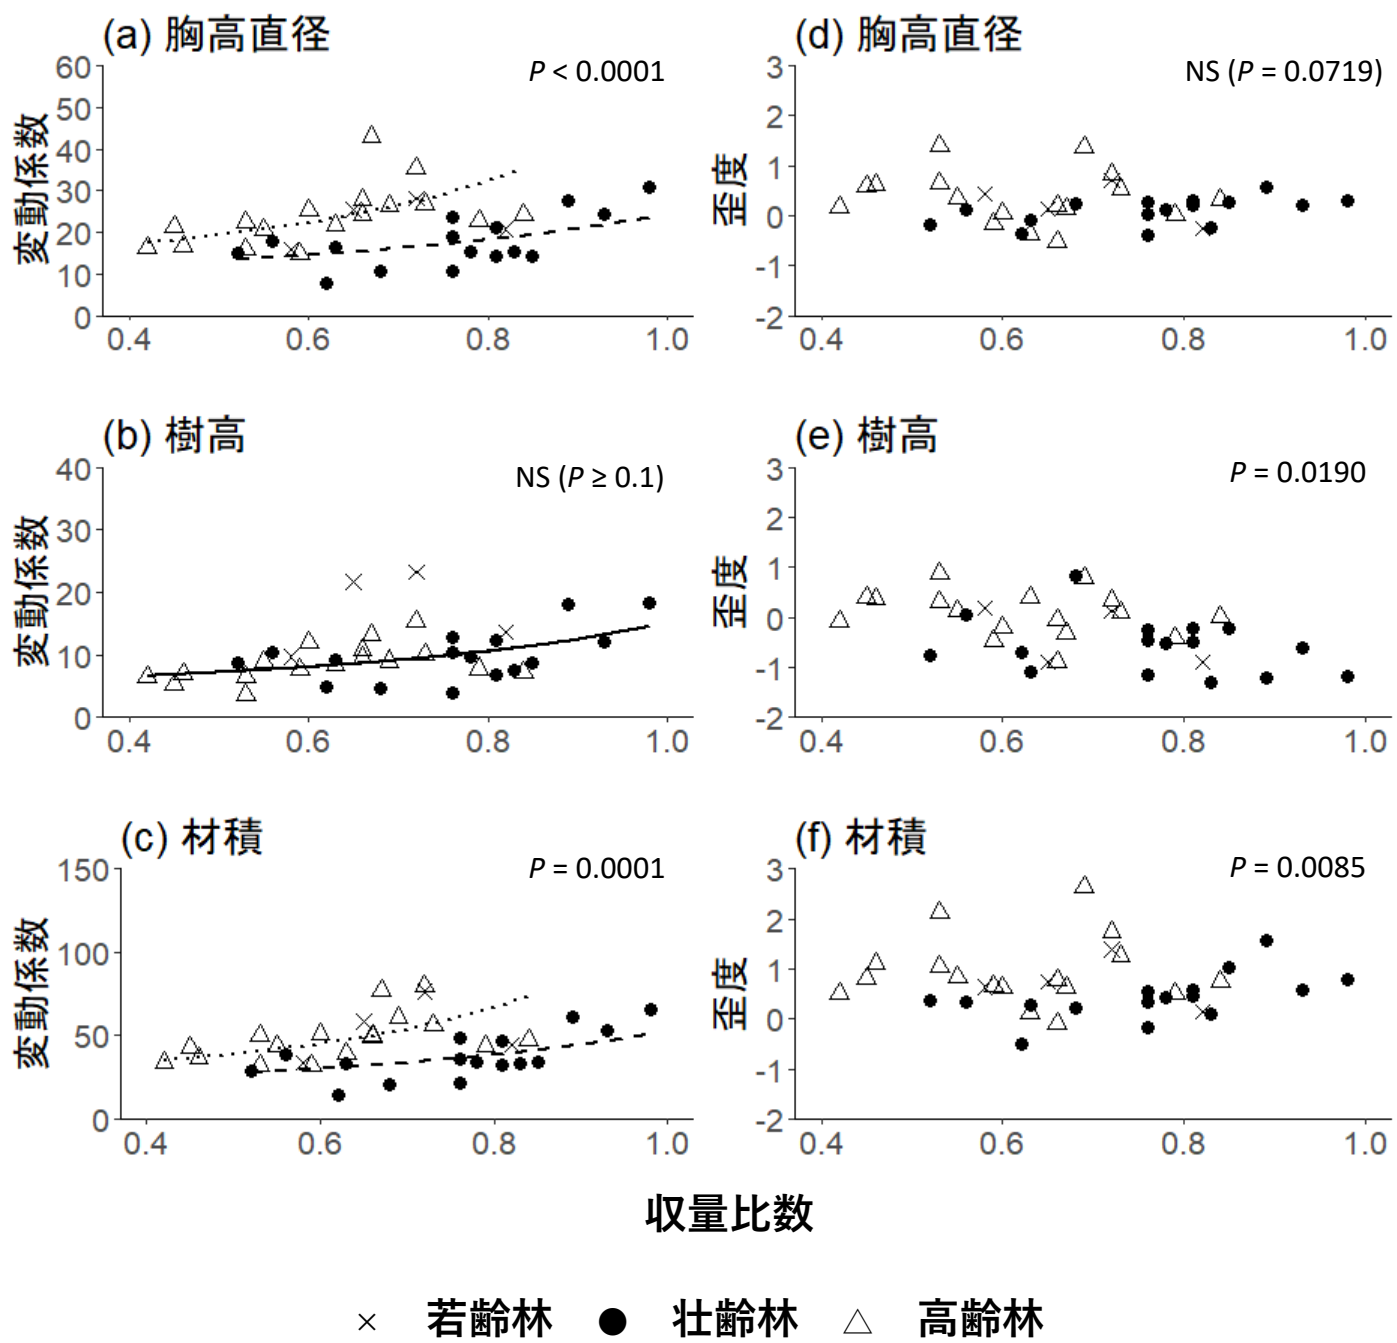 (a) 胸高直径
P < 0.0001
変動係数
60
50
40
30
20
10
0
0.4 0.6 0.8 1.0
(d) 胸高直径
NS (P = 0.0719)
歪度
3
2
1
0
-1
-2
0.4 0.6 0.8 1.0
(b) 樹高
NS (P ≥ 0.1)
変動係数
40
30
20
10
0
0.4 0.6 0.8 1.0
(e) 樹高
P = 0.0190
歪度
3
2
1
0
-1
-2
0.4 0.6 0.8 1.0
(c) 材積
P = 0.0001
変動係数
150
100
50
0
0.4 0.6 0.8 1.0
(f) 材積
P = 0.0085
歪度
3
2
1
0
-1
-2
0.4 0.6 0.8 1.0
収量比数
若齢林 壮齢林 高齢林